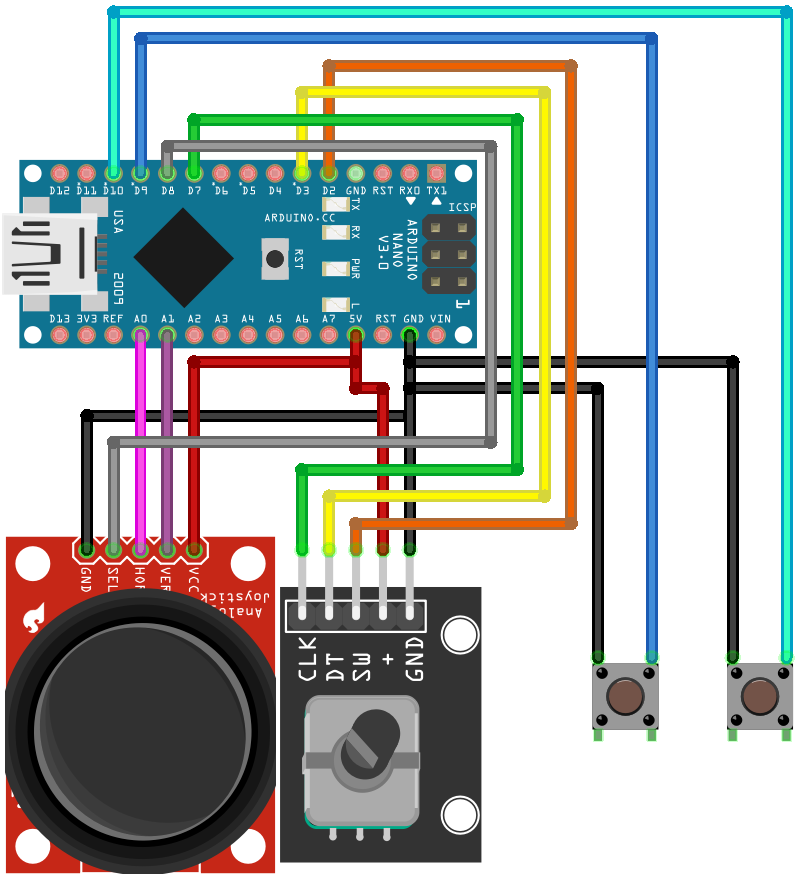 D12 D11 D10 D9 D8 D7 D6 D5 D4 D3 D2 GND RST RX0 TX1
ICSP
TX
ARDUINO.CC
RX
USA
RST
ARDUINO
NANO
V3.0
PWR
2009
L
1
D13 3V3 REF A0 A1 A2 A3 A4 A5 A6 A7 5V RST GND VIN
GND SEL HOR VER VCC
Joystick
CLK DT SW + GND